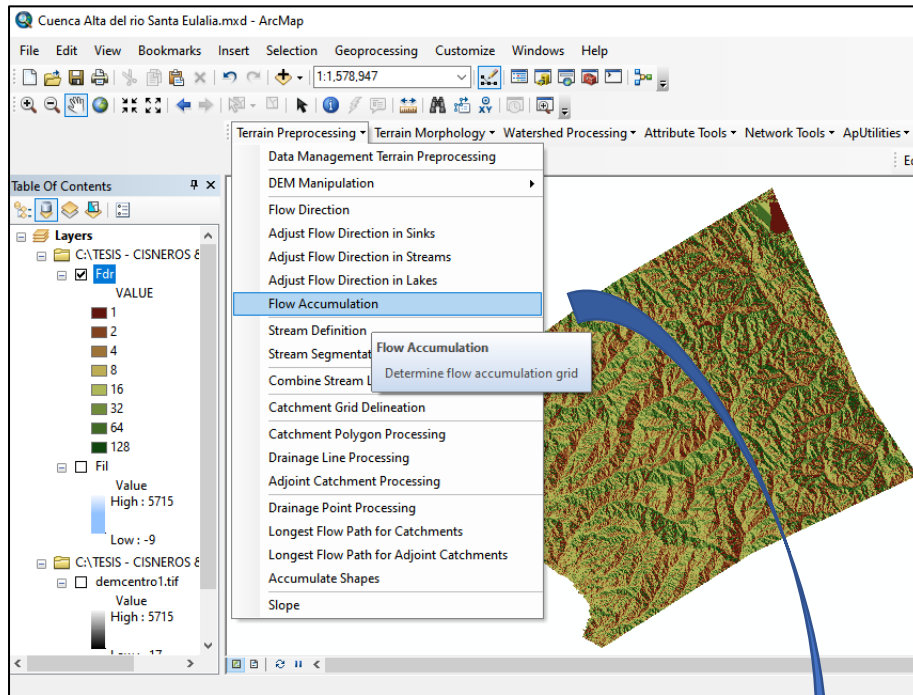 Cuenca Alta del rio Santa Eulalia.mxd - ArcMap
File Edit View Bookmarks Insert Selection Geoprocessing Customize Windows Help
1:1,578,947
Terrain Preprocessing Terrain Morphology Watershed Processing Attribute Tools Network Tools ApUtilities
Data Management Terrain Preprocessing
DEM Manipulation
Flow Direction
Adjust Flow Direction in Sinks
Adjust Flow Direction in Streams
Adjust Flow Direction in Lakes
Flow Accumulation
Stream Definition
Stream Segmentat
Combine Stream L
Catchment Grid Delineation
Catchment Polygon Processing
Drainage Line Processing
Adjoint Catchment Processing
Drainage Point Processing
Longest Flow Path for Catchments
Longest Flow Path for Adjoint Catchments
Accumulate Shapes
Slope
Flow Accumulation
Determine flow accumulation grid
Ec
Table Of Contents
Layers
C:\TESIS - CISNEROS &
Fdr
VALUE
1
2
4
8
16
32
64
128
Fil
Value
High : 5715
Low : -9
C:\TESIS - CISNEROS &
demcentro1.tif
Value
High : 5715